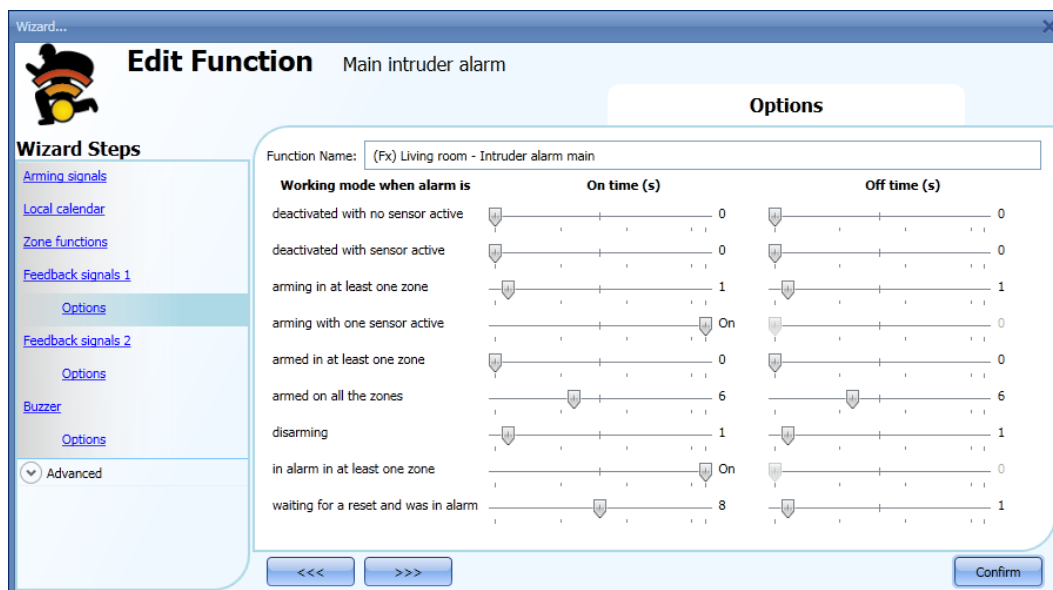 Wizard...
Edit Function Main intruder alarm
Options
Wizard Steps
Arming signals
Local calendar
Zone functions
Feedback signals 1
Options
Feedback signals 2
Options
Buzzer
Options
Advanced
Function Name: (Fx) Living room - Intruder alarm main
Working mode when alarm is On time (s) Off time (s)
deactivated with no sensor active 0 0
deactivated with sensor active 0 0
arming in at least one zone 1 1
arming with one sensor active On 0
armed in at least one zone 0 0
armed on all the zones 6 6
disarming 1 1
in alarm in at least one zone On 0
waiting for a reset and was in alarm 8 1
<<< >>> Confirm